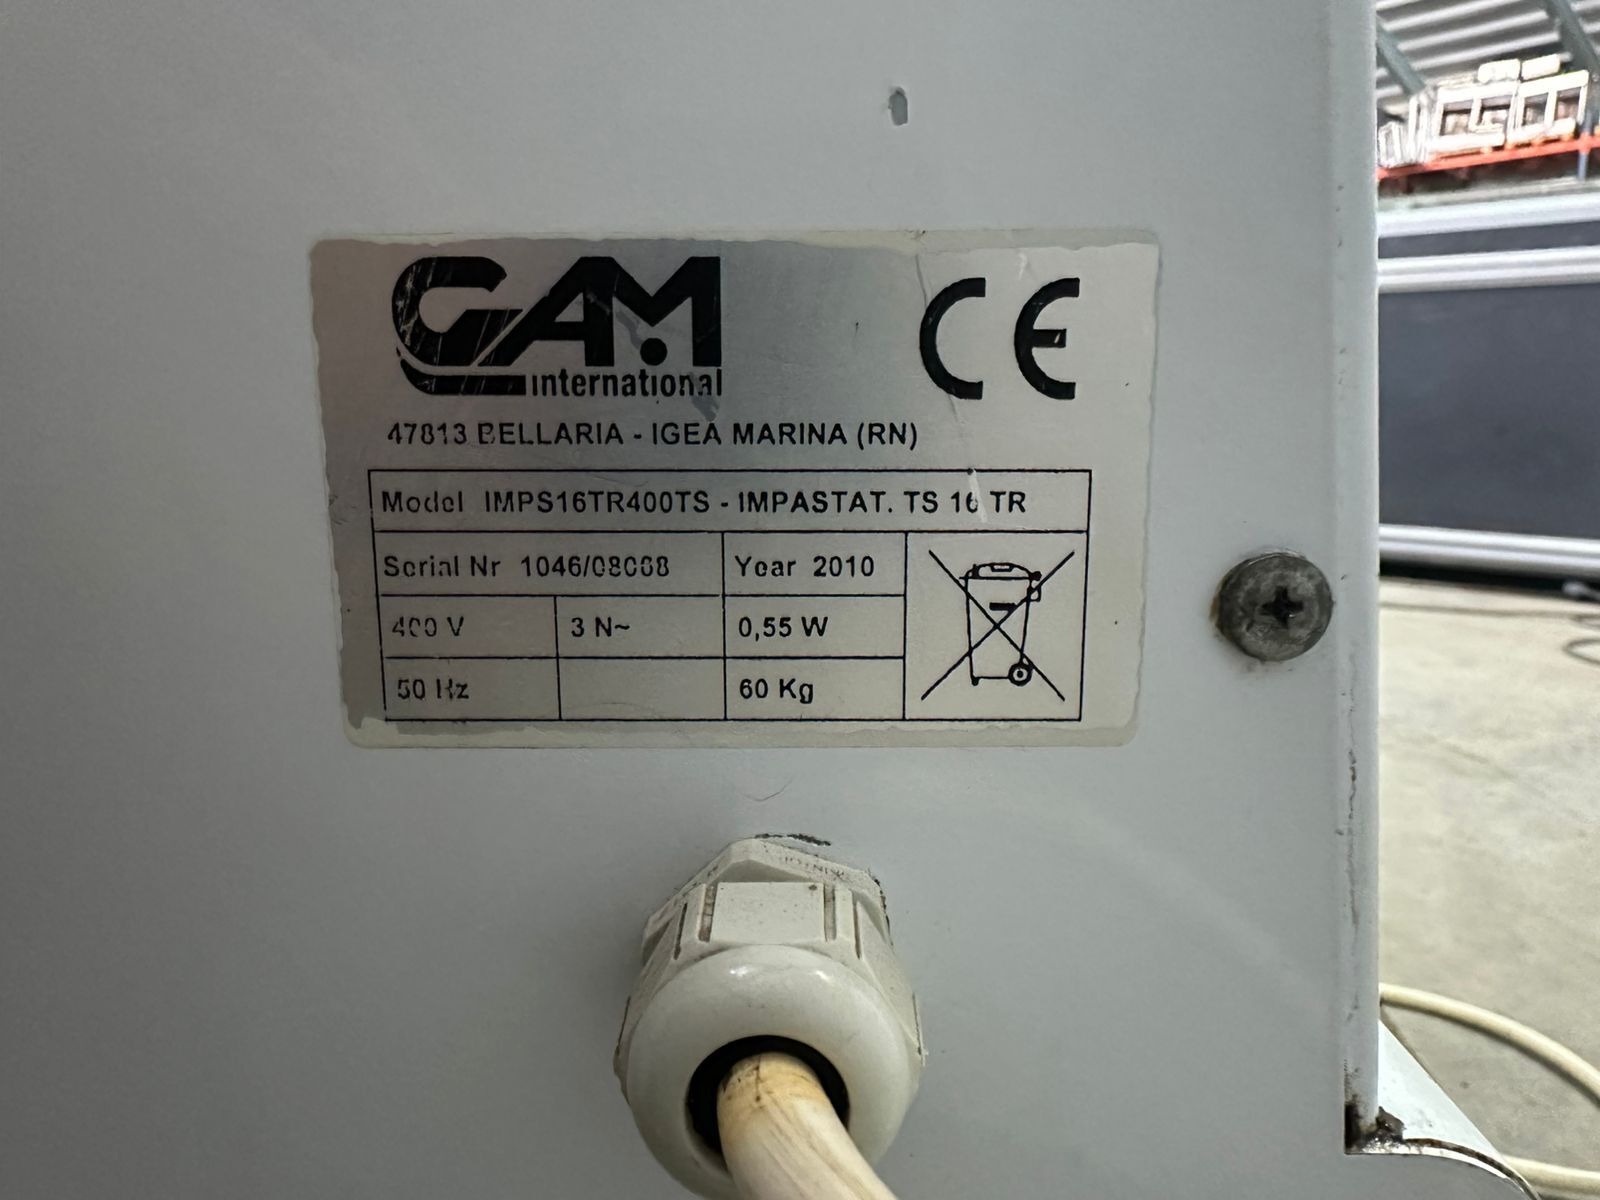 GAM
international
CE
47813 BELLARIA - IGEA MARINA (RN)
Model IMPS16TR400TS - IMPASTAT. TS 16 TR
Serial Nr 1046/08068 Year 2010
400 V 3 N~ 0,55 W
50 Hz 60 Kg